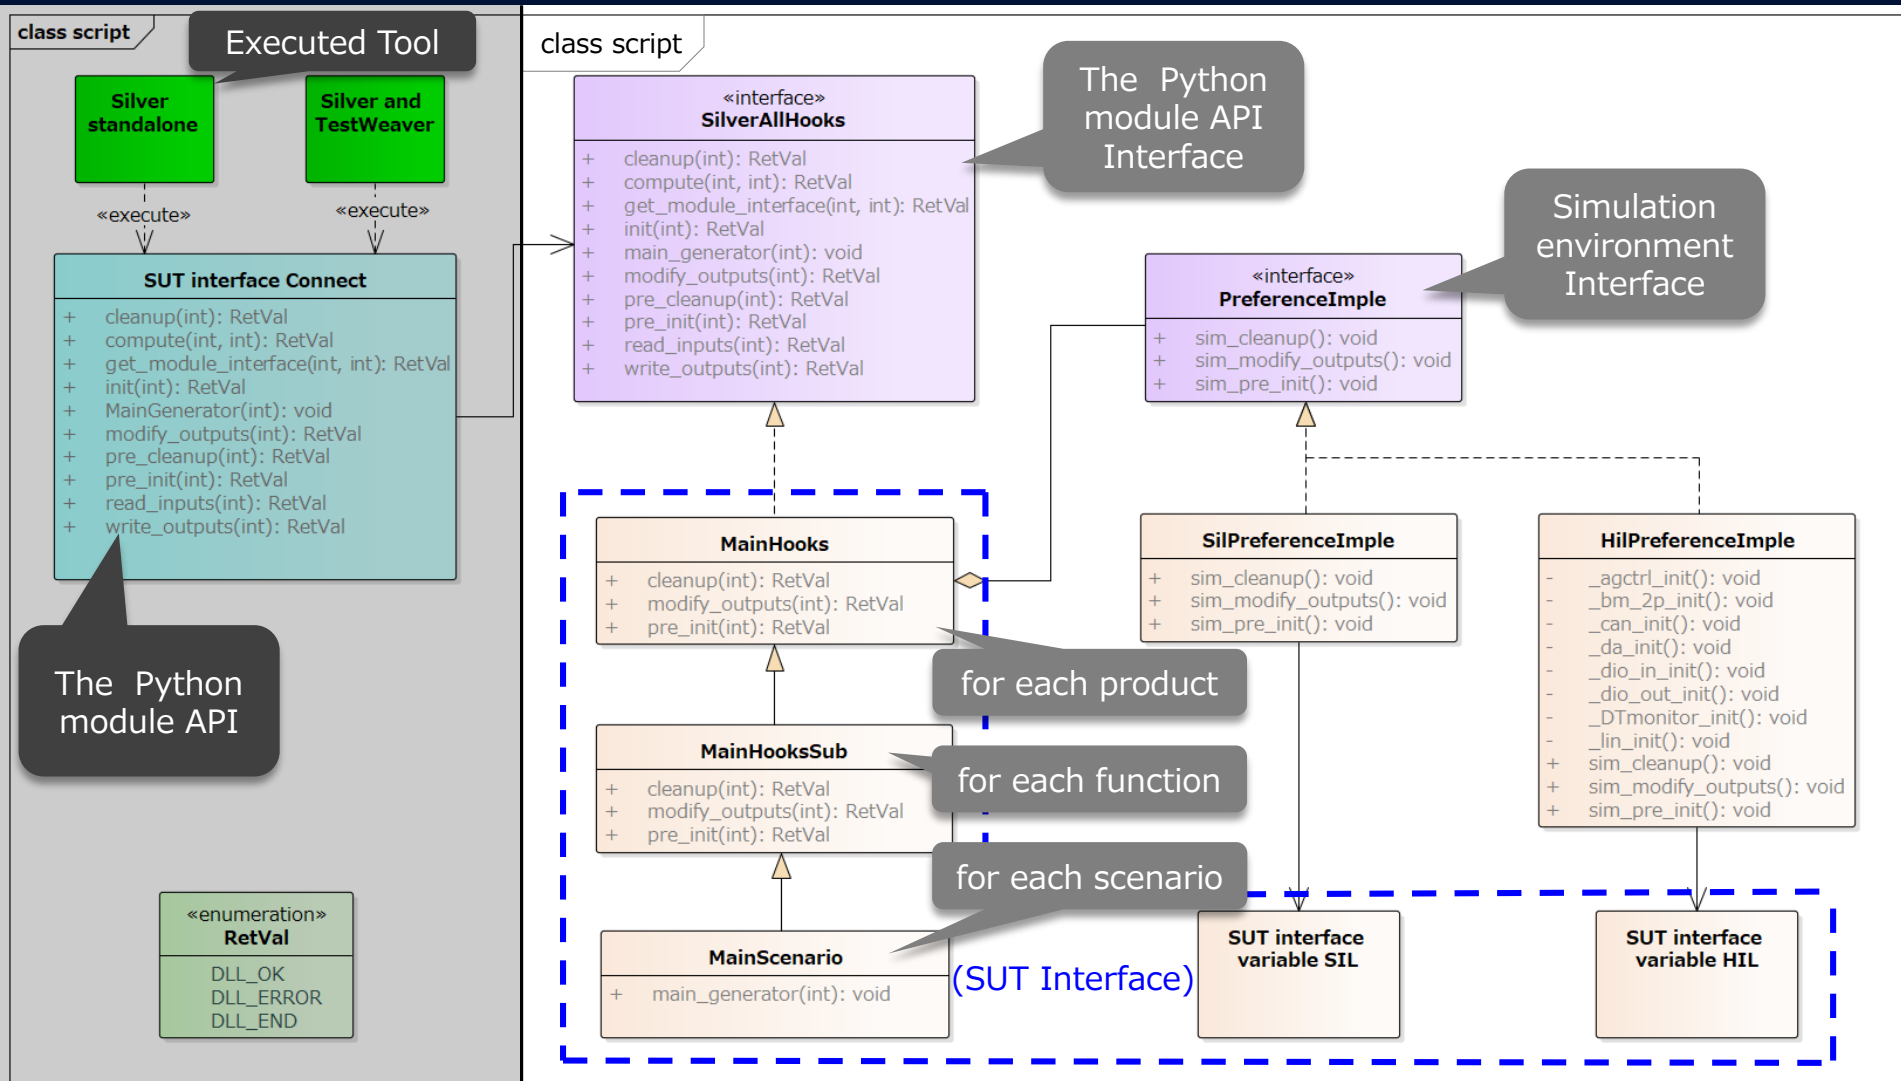 class script
Executed Tool
Silver
standalone
Silver and
TestWeaver
«execute»
«execute»
SUT interface Connect
+ cleanup(int): RetVal
+ compute(int, int): RetVal
+ get_module_interface(int, int): RetVal
+ init(int): RetVal
+ MainGenerator(int): void
+ modify_outputs(int): RetVal
+ pre_cleanup(int): RetVal
+ pre_init(int): RetVal
+ read_inputs(int): RetVal
+ write_outputs(int): RetVal
The Python
module API
«enumeration»
RetVal
DLL_OK
DLL_ERROR
DLL_END
class script
«interface»
SilverAllHooks
+ cleanup(int): RetVal
+ compute(int, int): RetVal
+ get_module_interface(int, int): RetVal
+ init(int): RetVal
+ main_generator(int): void
+ modify_outputs(int): RetVal
+ pre_cleanup(int): RetVal
+ pre_init(int): RetVal
+ read_inputs(int): RetVal
+ write_outputs(int): RetVal
The Python
module API
Interface
«interface»
PreferenceImple
+ sim_cleanup(): void
+ sim_modify_outputs(): void
+ sim_pre_init(): void
Simulation
environment
Interface
MainHooks
+ cleanup(int): RetVal
+ modify_outputs(int): RetVal
+ pre_init(int): RetVal
for each product
MainHooksSub
+ cleanup(int): RetVal
+ modify_outputs(int): RetVal
+ pre_init(int): RetVal
for each function
for each scenario
MainScenario
+ main_generator(int): void
(SUT Interface)
SilPreferenceImple
+ sim_cleanup(): void
+ sim_modify_outputs(): void
+ sim_pre_init(): void
HilPreferenceImple
- _agctrl_init(): void
- _bm_2p_init(): void
- _can_init(): void
- _da_init(): void
- _dio_in_init(): void
- _dio_out_init(): void
- _DTmonitor_init(): void
- _lin_init(): void
+ sim_cleanup(): void
+ sim_modify_outputs(): void
+ sim_pre_init(): void
SUT interface
variable SIL
SUT interface
variable HIL